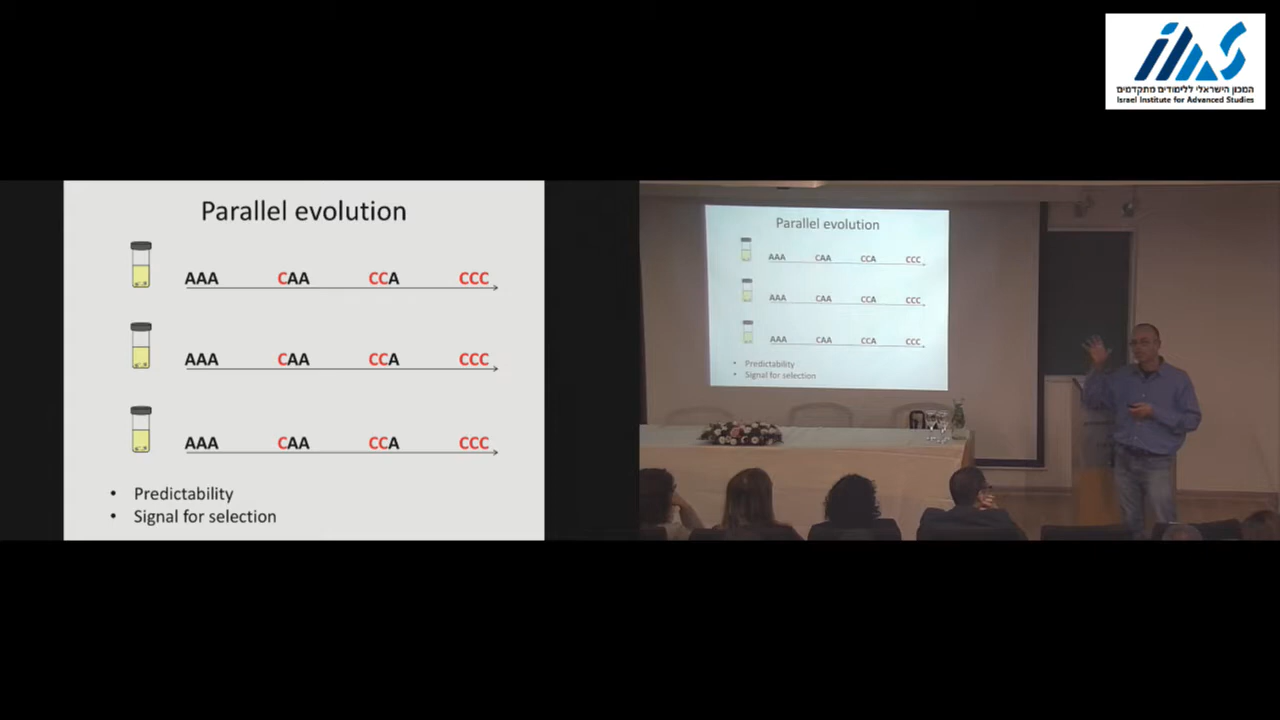 המכון הישראלי ללימודים מתקדמים
Israel Institute for Advanced Studies
Parallel evolution
AAA CAA CCA CCC
AAA CAA CCA CCC
AAA CAA CCA CCC
• Predictability
• Signal for selection
Parallel evolution
AAA CAA CCA CCC
AAA CAA CCA CCC
AAA CAA CCA CCC
• Predictability
• Signal for selection